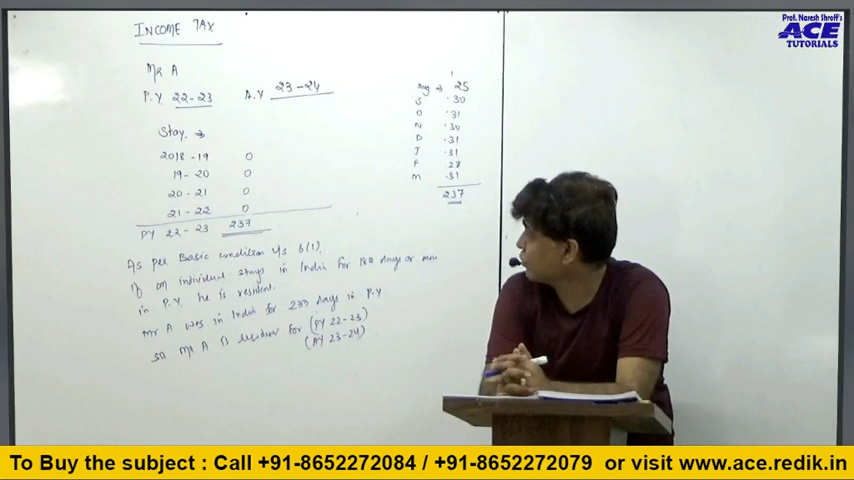 INCOME TAX
Mr A
P.Y. 22-23 A.Y 23-24
Stay. →
2018-19 0
19-20 0
20-21 0
21-22 0
PY 22-23 237
As per Basic condition u/s 6(1).
If an individual stays in India for 182 days or more
in P.Y. he is resident.
Mr A was in India for 237 days in P.Y
so Mr A is resident for (PY 22-23)
(AY 23-24)
Aug → 25
S 30
O 31
N 30
D 31
J 31
F 28
M 31
237
Prof. Naresh Shroff's
ACE
TUTORIALS
To Buy the subject : Call +91-8652272084 / +91-8652272079 or visit www.ace.redik.in